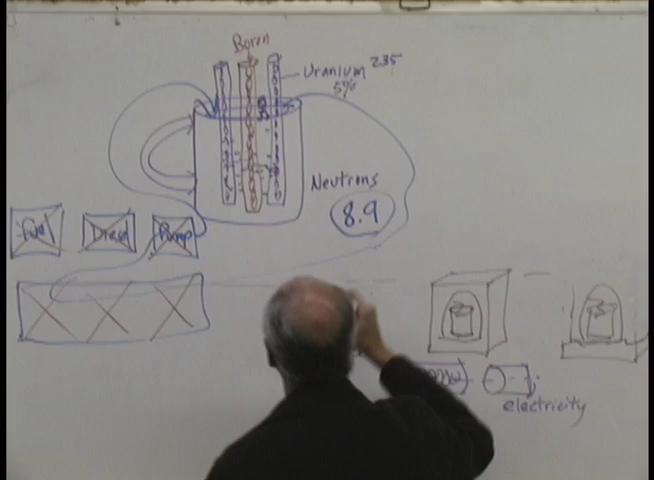 Boron
Uranium 235
5%
Neutrons
8.9
Fuel
Diesel
Pump
electricity